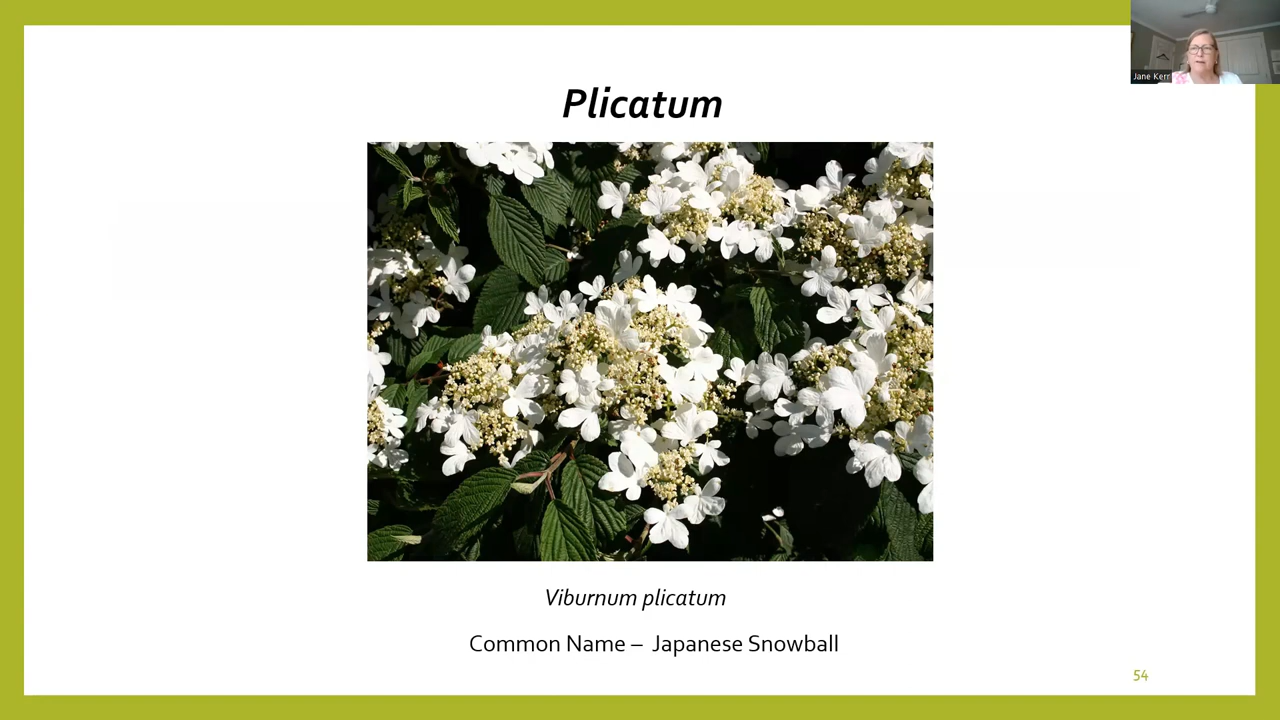 Jane Kerr
Plicatum
Viburnum plicatum
Common Name – Japanese Snowball
54